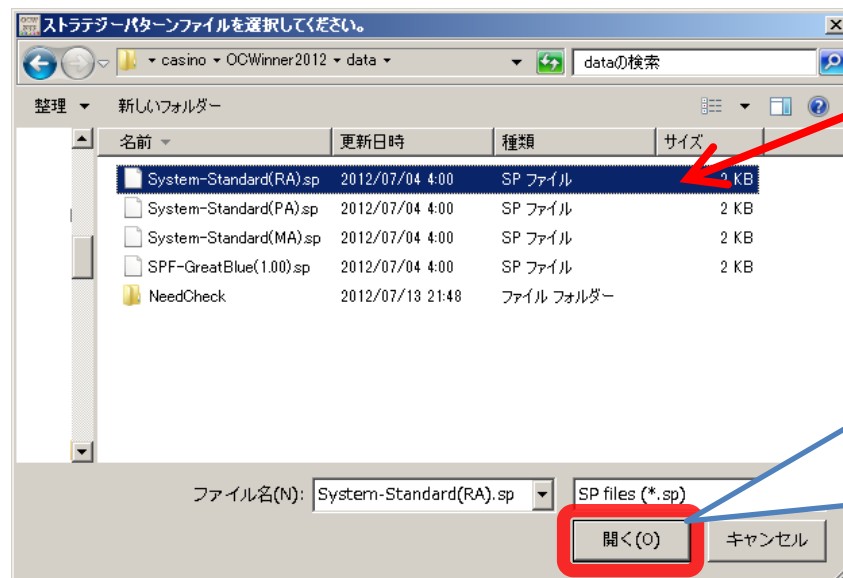 ストラテジーパターンファイルを選択してください。
casino OCWinner2012 data dataの検索
整理 新しいフォルダー
名前 更新日時 種類 サイズ
System-Standard(RA).sp 2012/07/04 4:00 SP ファイル 2 KB
System-Standard(PA).sp 2012/07/04 4:00 SP ファイル 2 KB
System-Standard(MA).sp 2012/07/04 4:00 SP ファイル 2 KB
SPF-GreatBlue(1.00).sp 2012/07/04 4:00 SP ファイル 2 KB
NeedCheck 2012/07/13 21:48 ファイル フォルダー
ファイル名(N): System-Standard(RA).sp SP files (*.sp)
開く(O) キャンセル